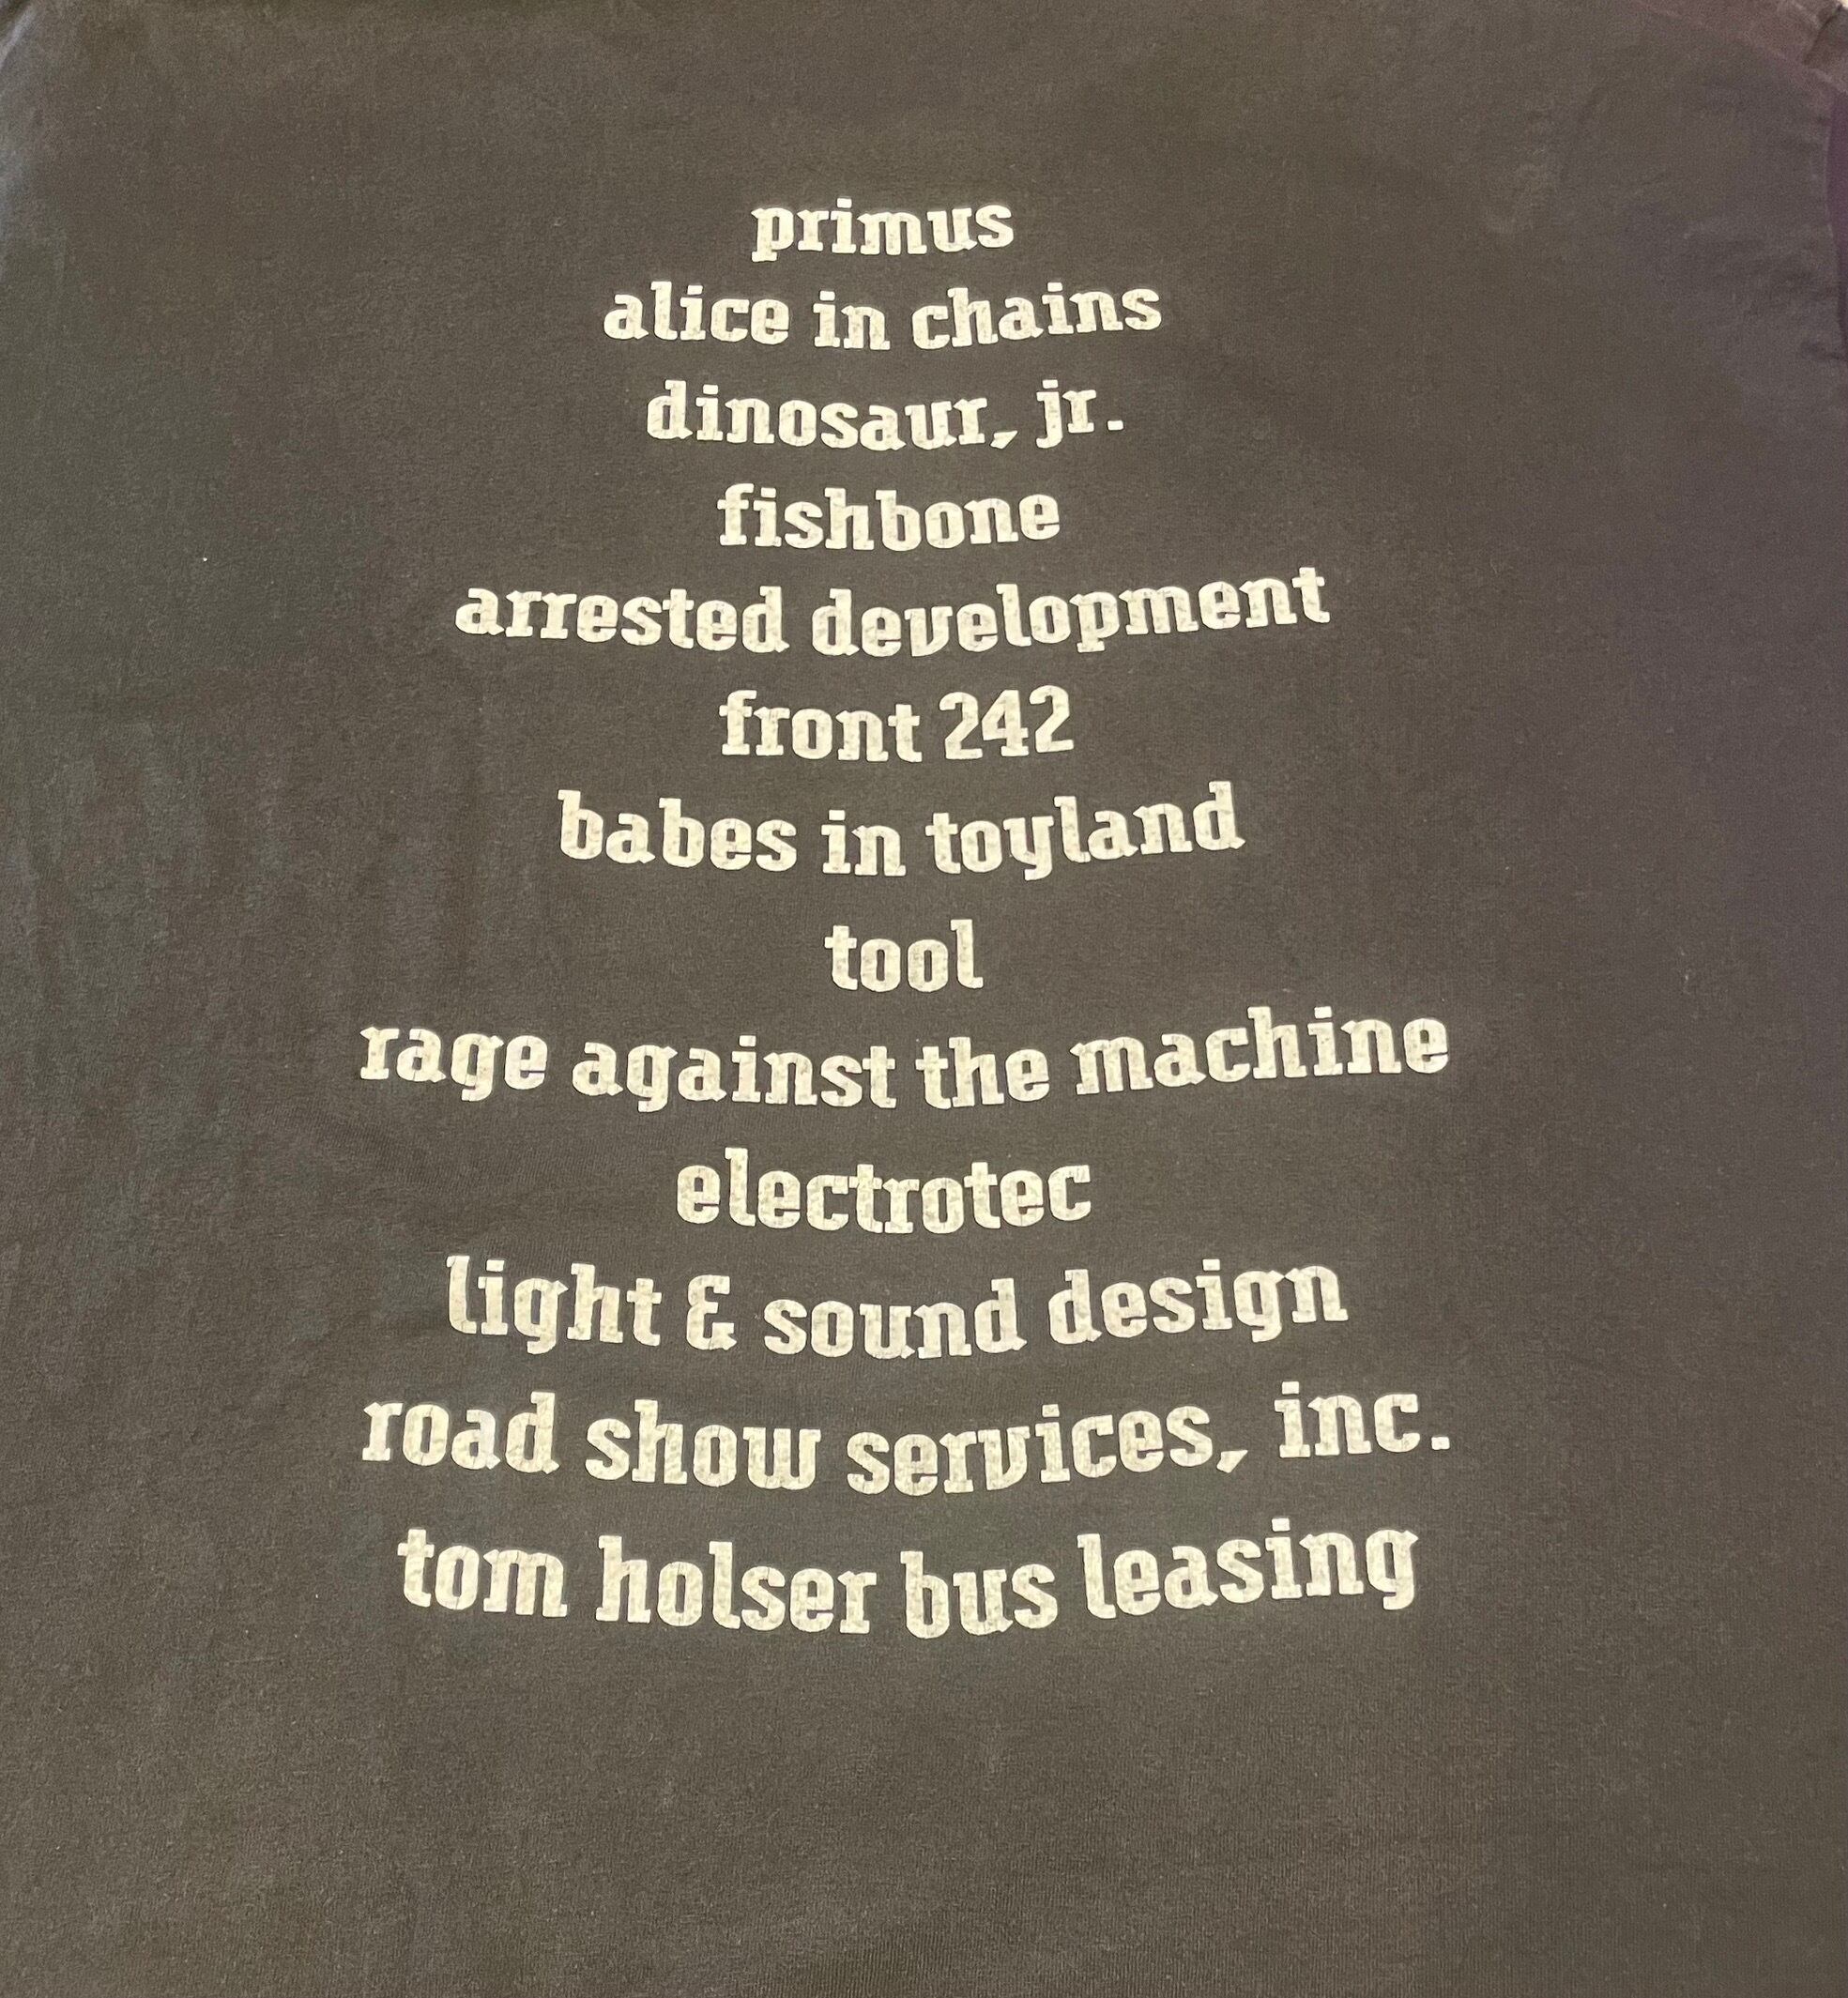 primus
alice in chains
dinosaur, jr.
fishbone
arrested development
front 242
babes in toyland
tool
rage against the machine
electrotec
light & sound design
road show services, inc.
tom holser bus leasing